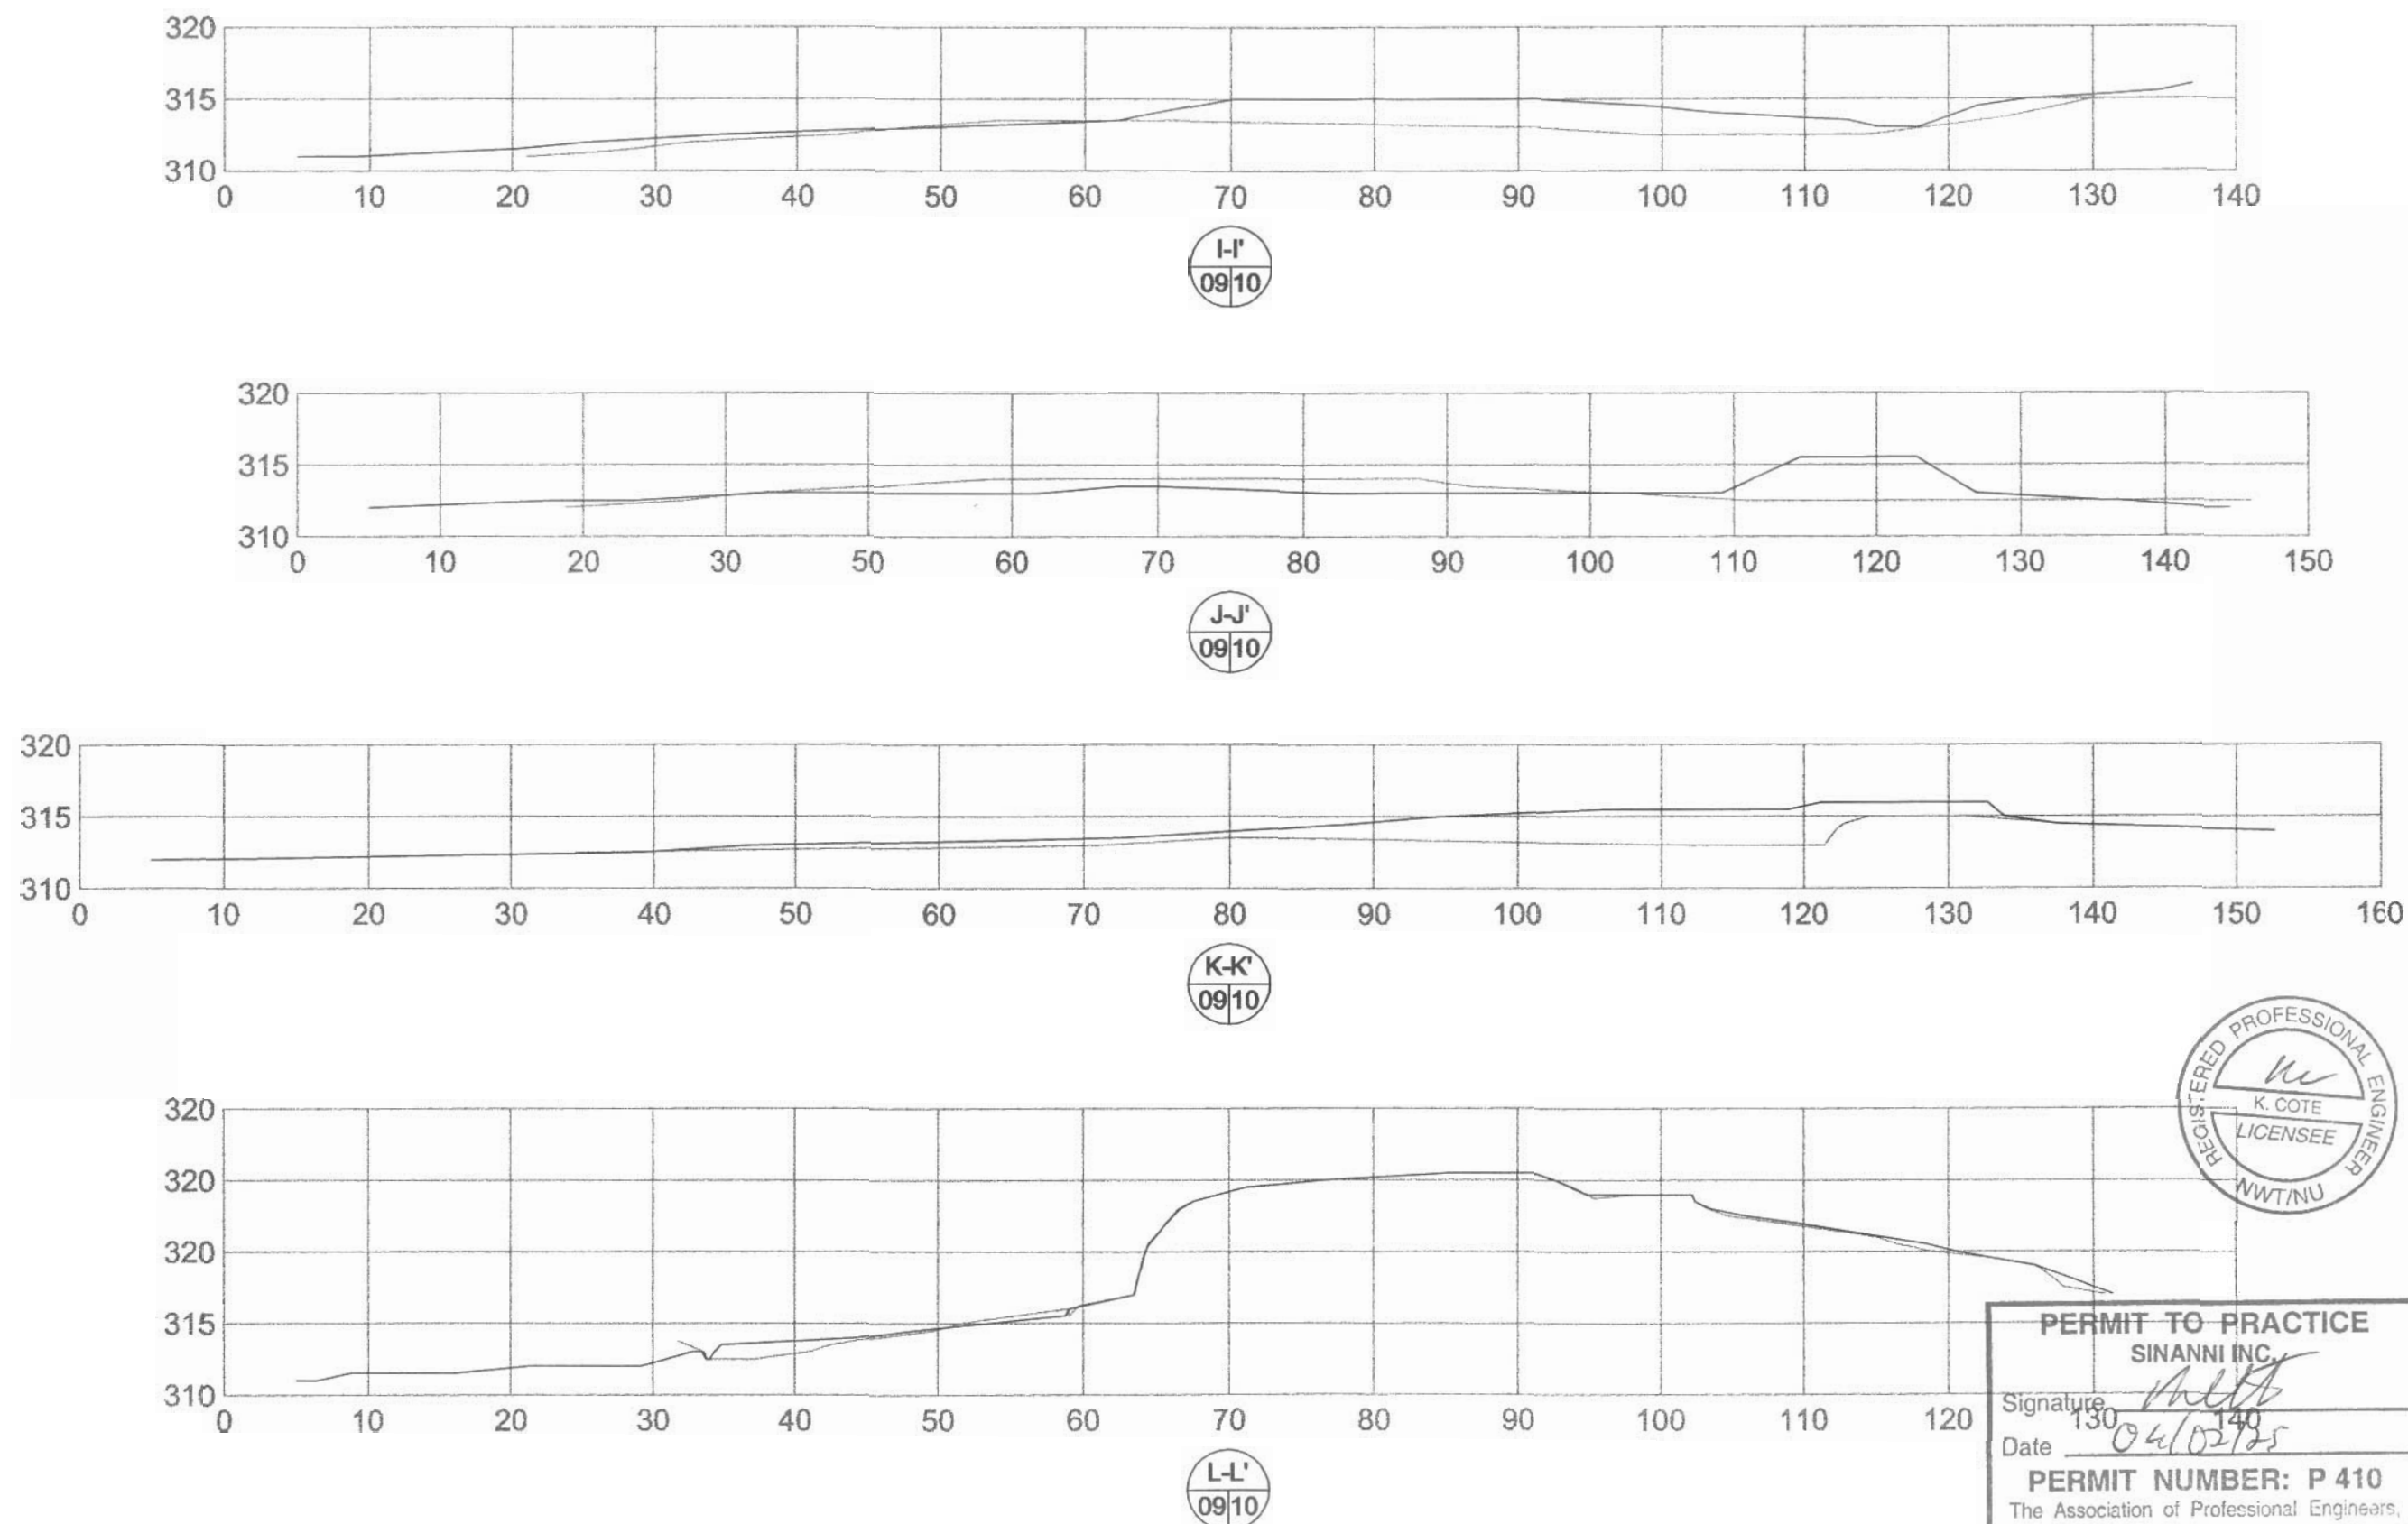 320
315
310
0 10 20 30 40 50 60 70 80 90 100 110 120 130 140
I-I'
09 10
320
315
310
0 10 20 30 40 50 60 70 80 90 100 110 120 130 140 150
J-J'
09 10
320
315
310
0 10 20 30 40 50 60 70 80 90 100 110 120 130 140 150 160
K-K'
09 10
REGISTERED PROFESSIONAL ENGINEER
K. COTE
LICENSEE
NWT/NU
320
320
320
315
310
0 10 20 30 40 50 60 70 80 90 100 110 120 130 140
L-L'
09 10
PERMIT TO PRACTICE
SINANNI INC.
Signature
Date 04/02/25
PERMIT NUMBER: P 410
The Association of Professional Engineers,